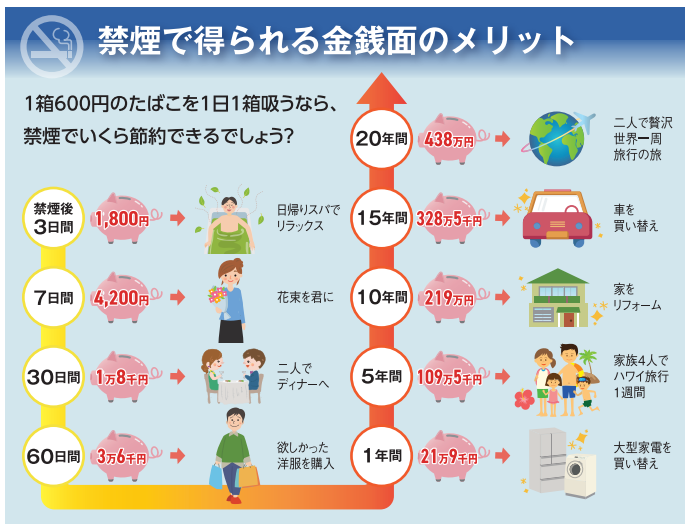 禁煙で得られる金銭面のメリット
1箱600円のたばこを1日1箱吸うなら、
禁煙でいくら節約できるでしょう?
禁煙後
3日間
1,800円
日帰りスパで
リラックス
7日間
4,200円
花束を君に
30日間
1万8千円
二人で
ディナーへ
60日間
3万6千円
欲しかった
洋服を購入
1年間
21万9千円
大型家電を
買い替え
5年間
109万5千円
家族4人で
ハワイ旅行
1週間
10年間
219万円
家を
リフォーム
15年間
328万5千円
車を
買い替え
20年間
438万円
二人で贅沢
世界一周
旅行の旅